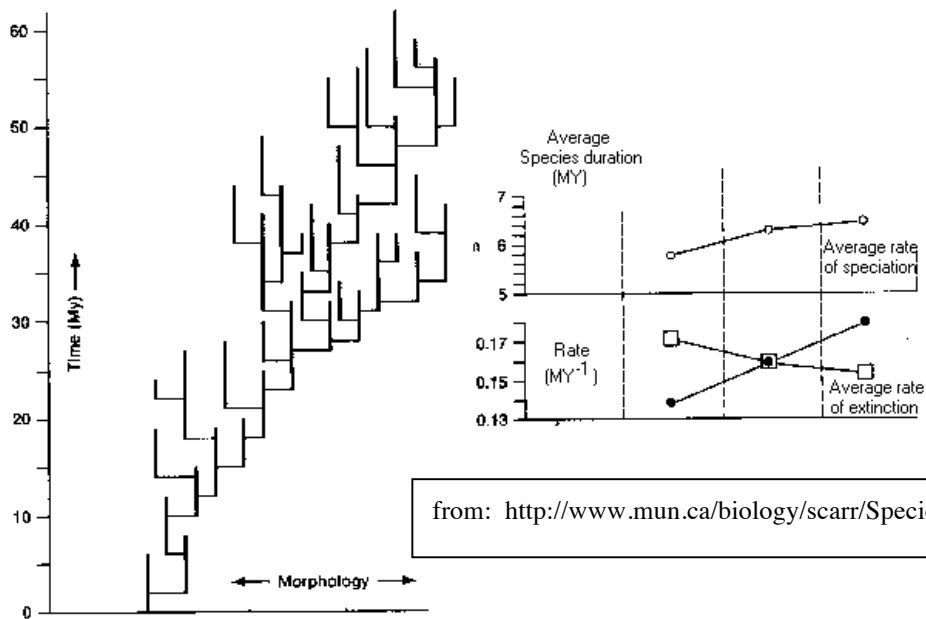 60
50
40
30
20
10
0
Time (My)
Morphology
Average
Species duration
(MY)
7
6
5
Average rate
of speciation
0.17
0.15
0.13
Rate
(MY-1)
Average rate
of extinction
from: http://www.mun.ca/biology/scarr/Specie